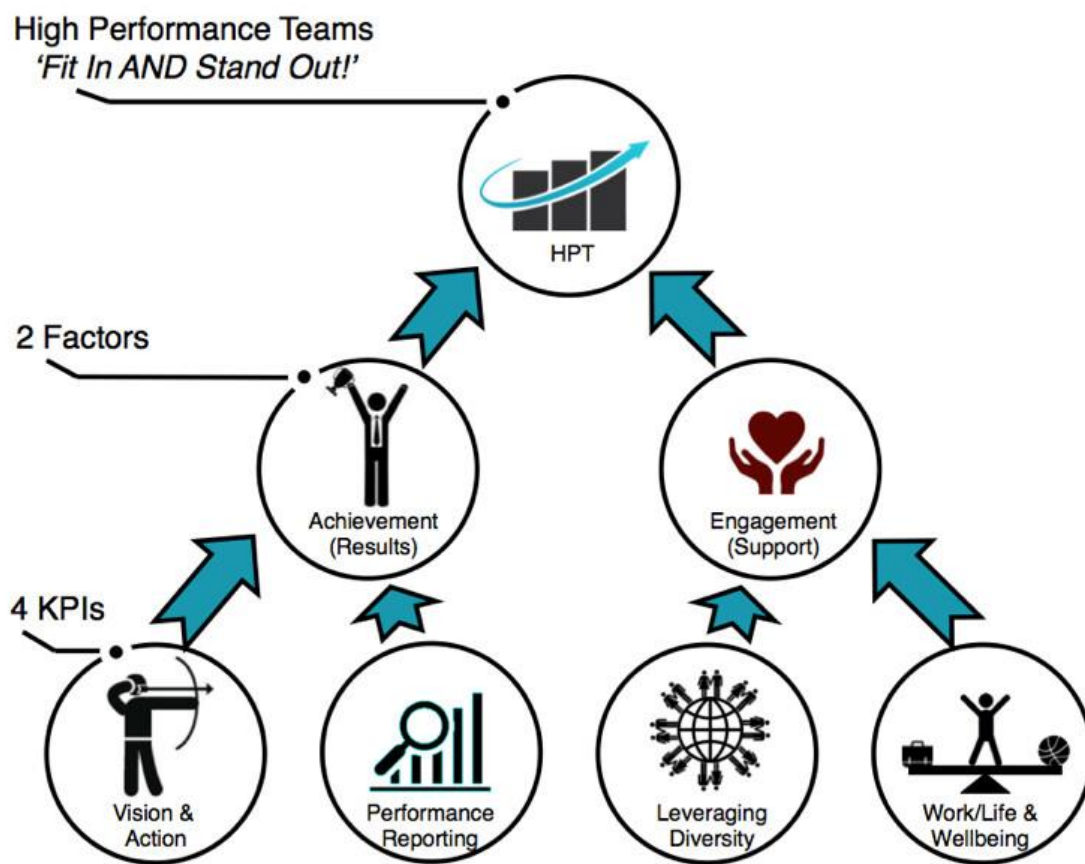 High Performance Teams
‘Fit In AND Stand Out!’
HPT
2 Factors
Achievement
(Results)
Engagement
(Support)
4 KPIs
Vision &
Action
Performance
Reporting
Leveraging
Diversity
Work/Life &
Wellbeing